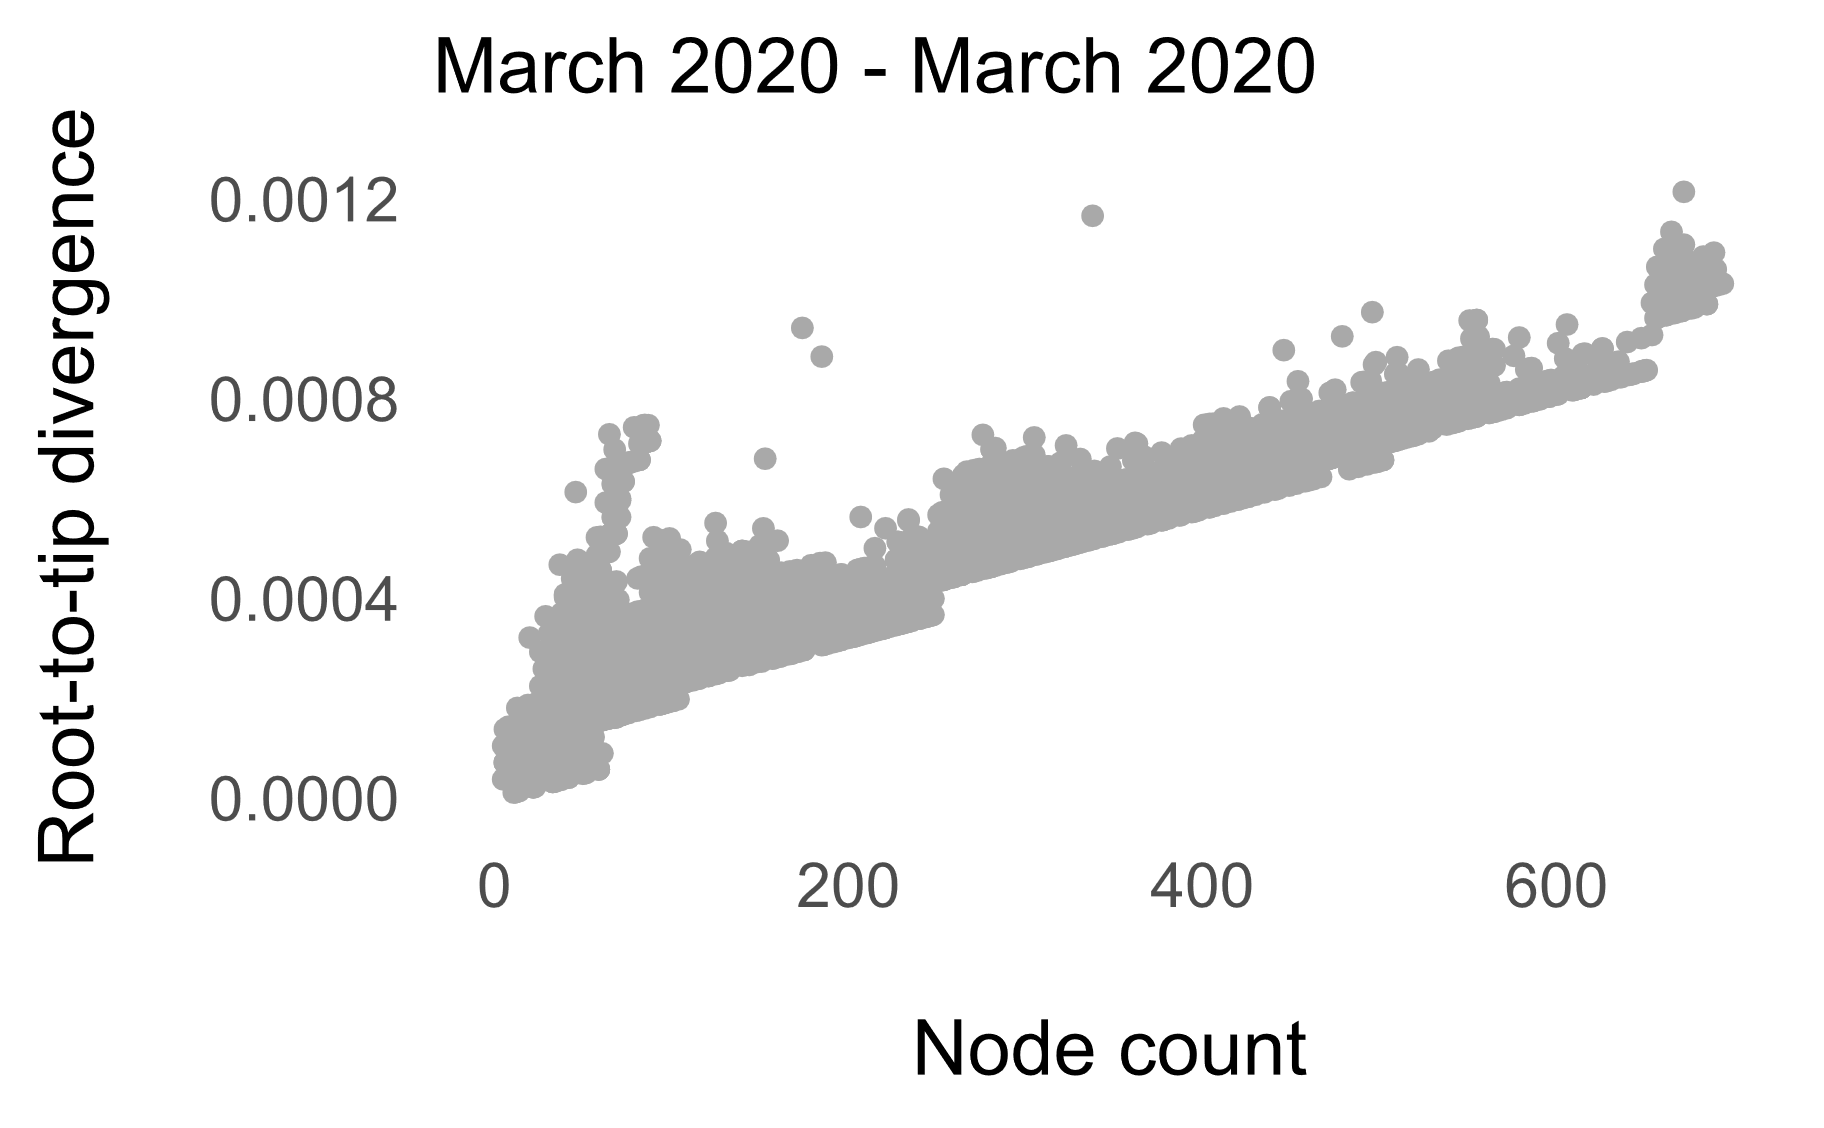 March 2020 - March 2020
Root-to-tip divergence
0.0012
0.0008
0.0004
0.0000
0 200 400 600
Node count